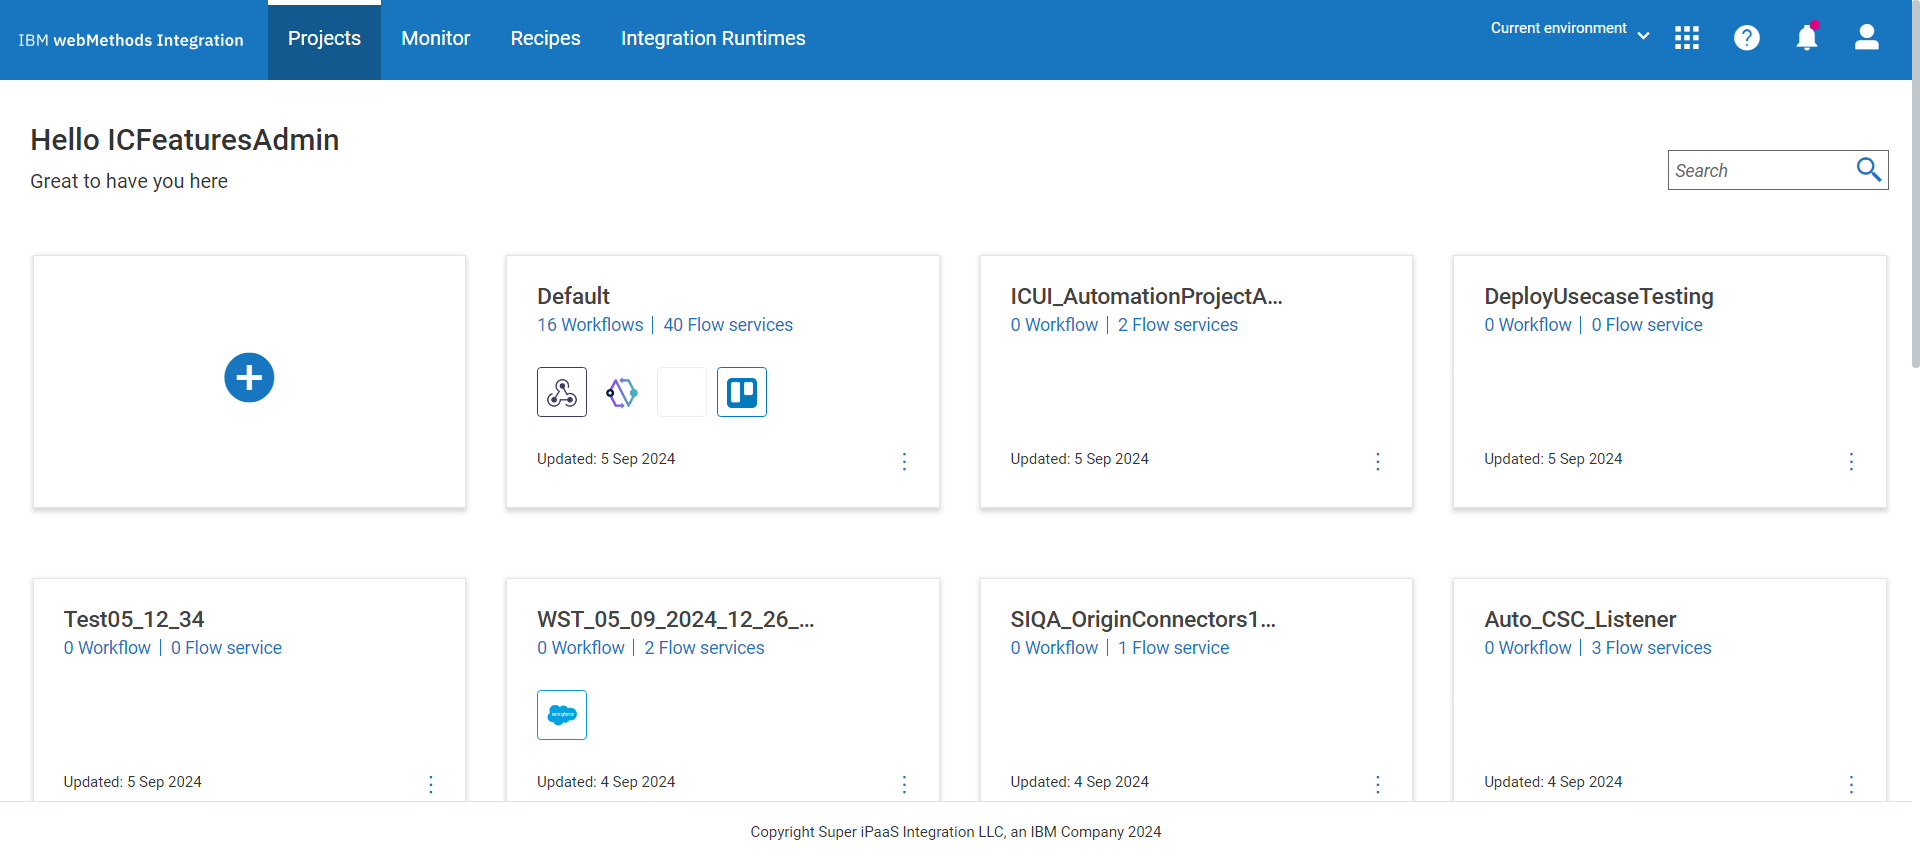 IBM webMethods Integration
Projects
Monitor
Recipes
Integration Runtimes
Current environment
Hello ICFeaturesAdmin
Great to have you here
Search
Default
16 Workflows | 40 Flow services
Updated: 5 Sep 2024
ICUI_AutomationProjectA...
0 Workflow | 2 Flow services
Updated: 5 Sep 2024
DeployUsecaseTesting
0 Workflow | 0 Flow service
Updated: 5 Sep 2024
Test05_12_34
0 Workflow | 0 Flow service
Updated: 5 Sep 2024
WST_05_09_2024_12_26_...
0 Workflow | 2 Flow services
salesforce
Updated: 4 Sep 2024
SIQA_OriginConnectors1...
0 Workflow | 1 Flow service
Updated: 4 Sep 2024
Auto_CSC_Listener
0 Workflow | 3 Flow services
Updated: 4 Sep 2024
Copyright Super iPaaS Integration LLC, an IBM Company 2024